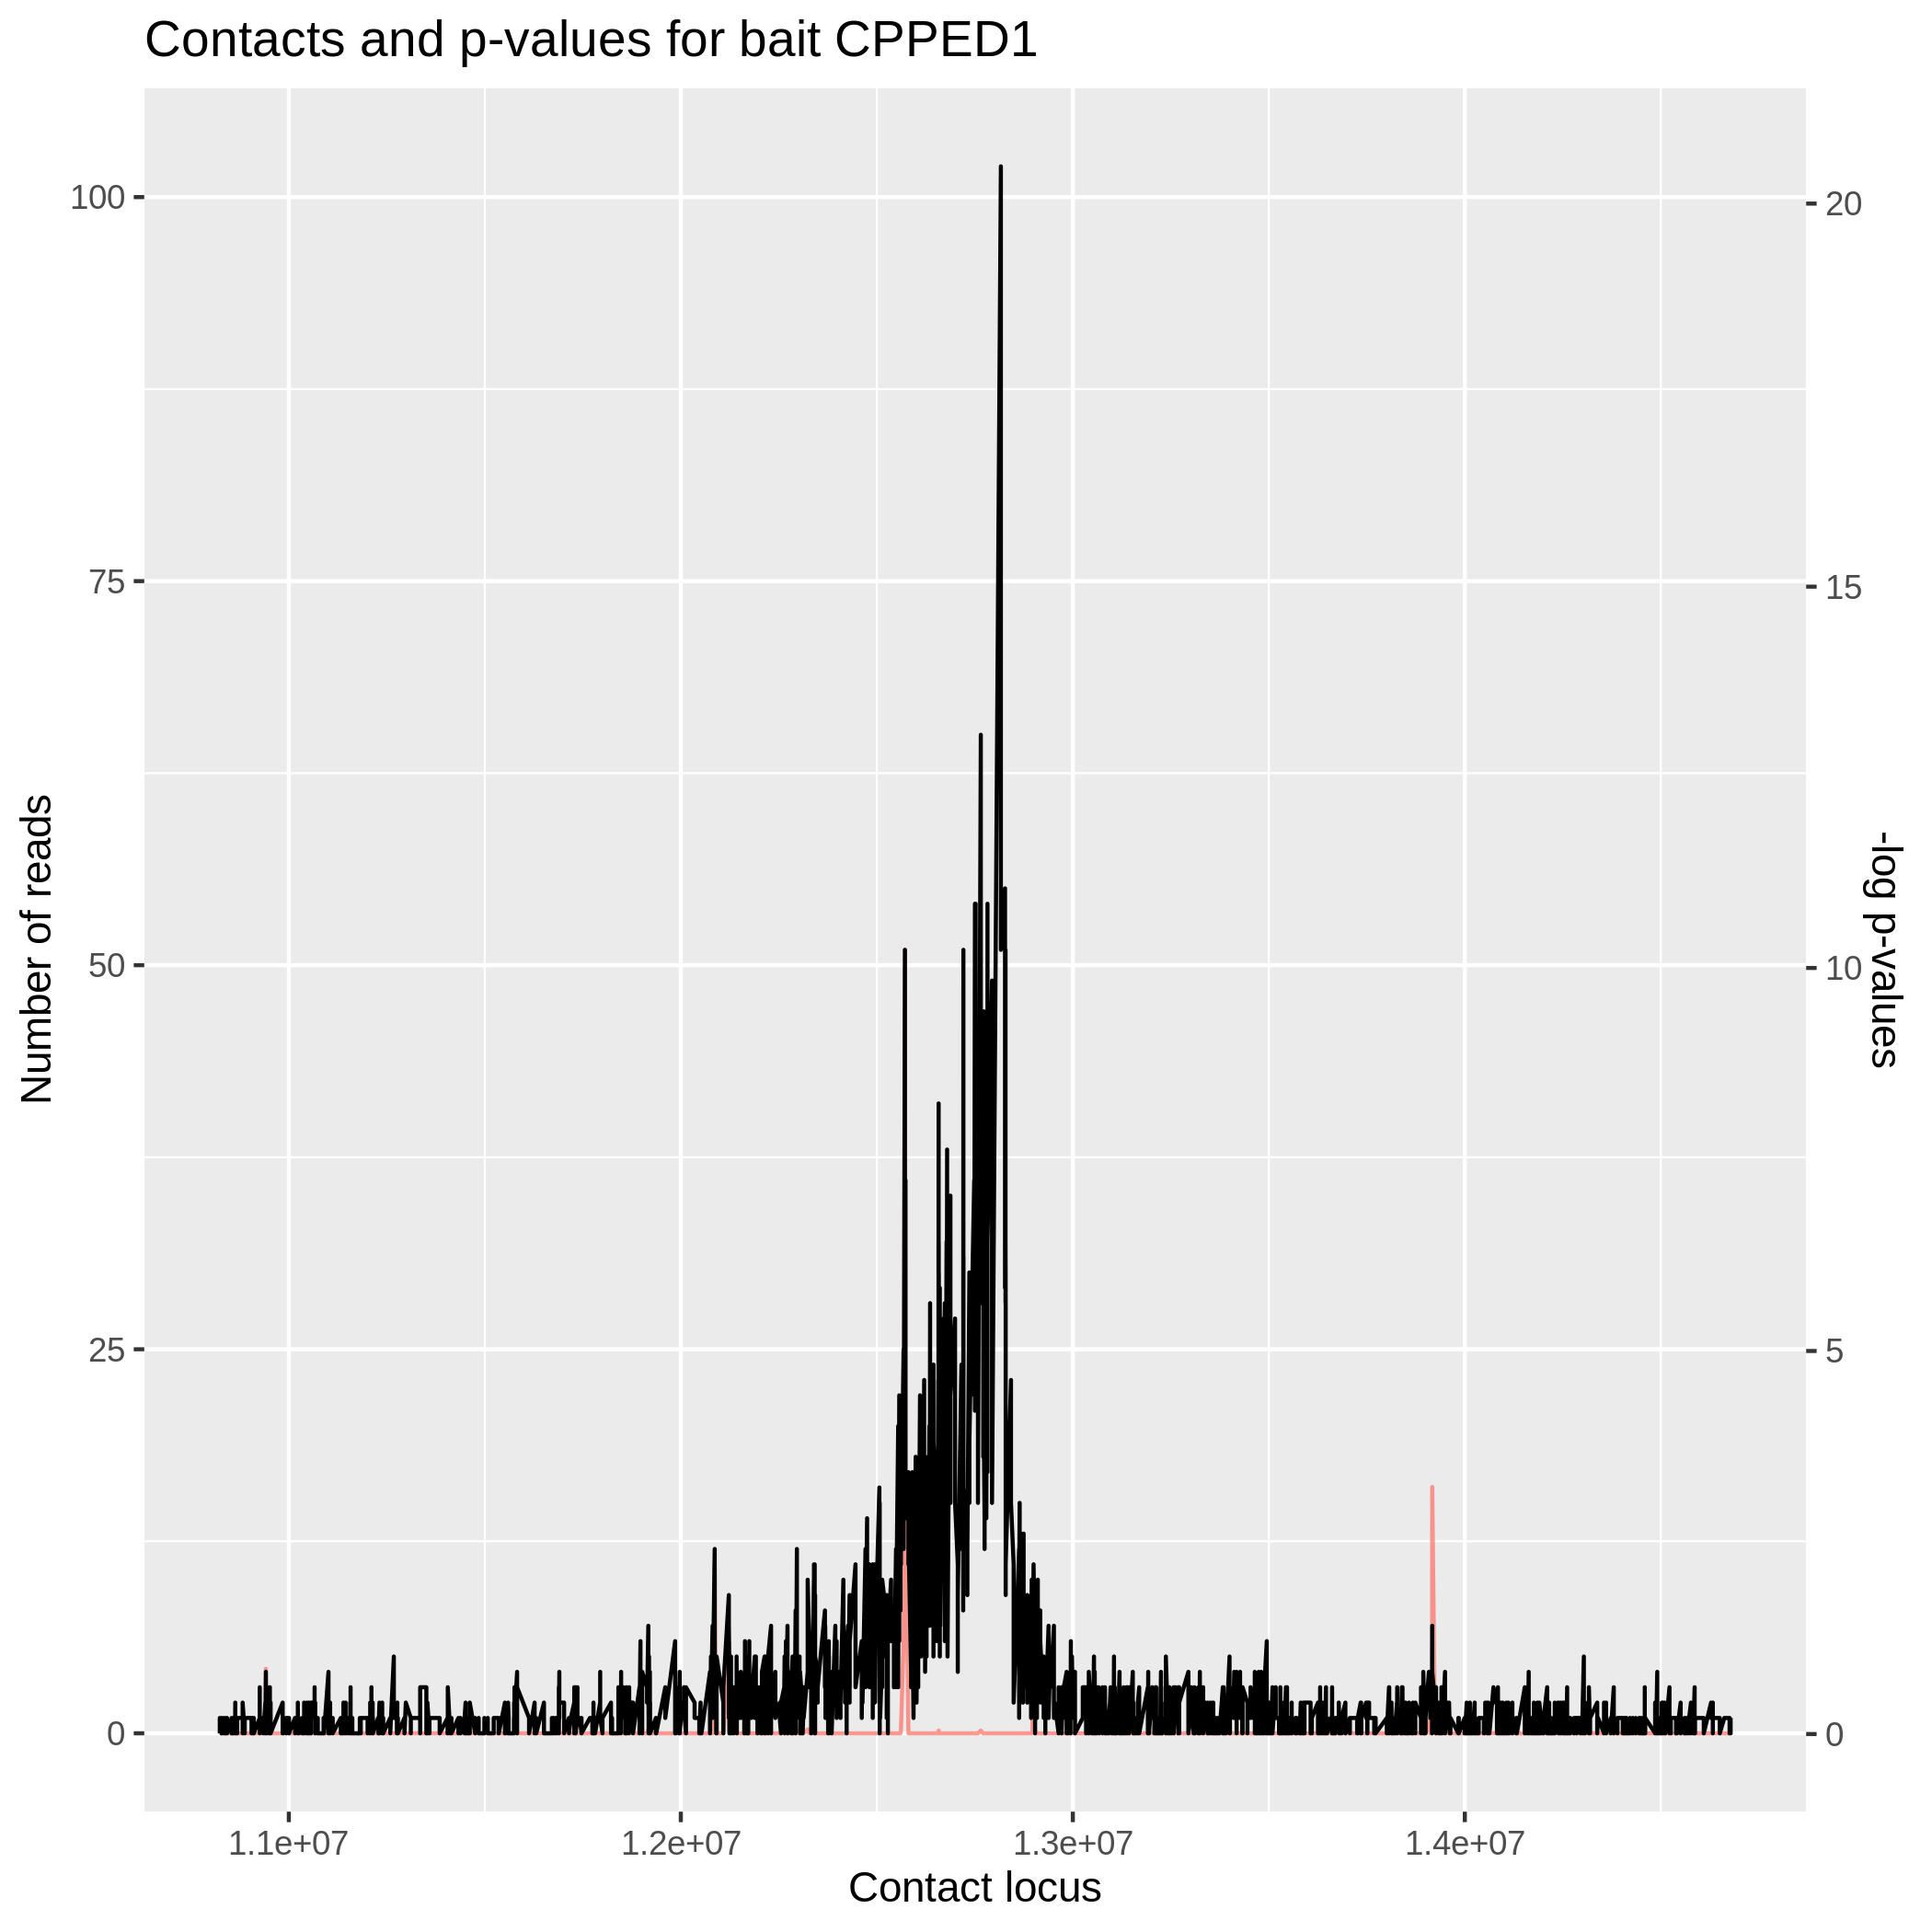 Contacts and p-values for bait CPPED1
100
75
50
25
0
20
15
10
5
0
Number of reads
-log p-values
1.1e+07
1.2e+07
1.3e+07
1.4e+07
Contact locus